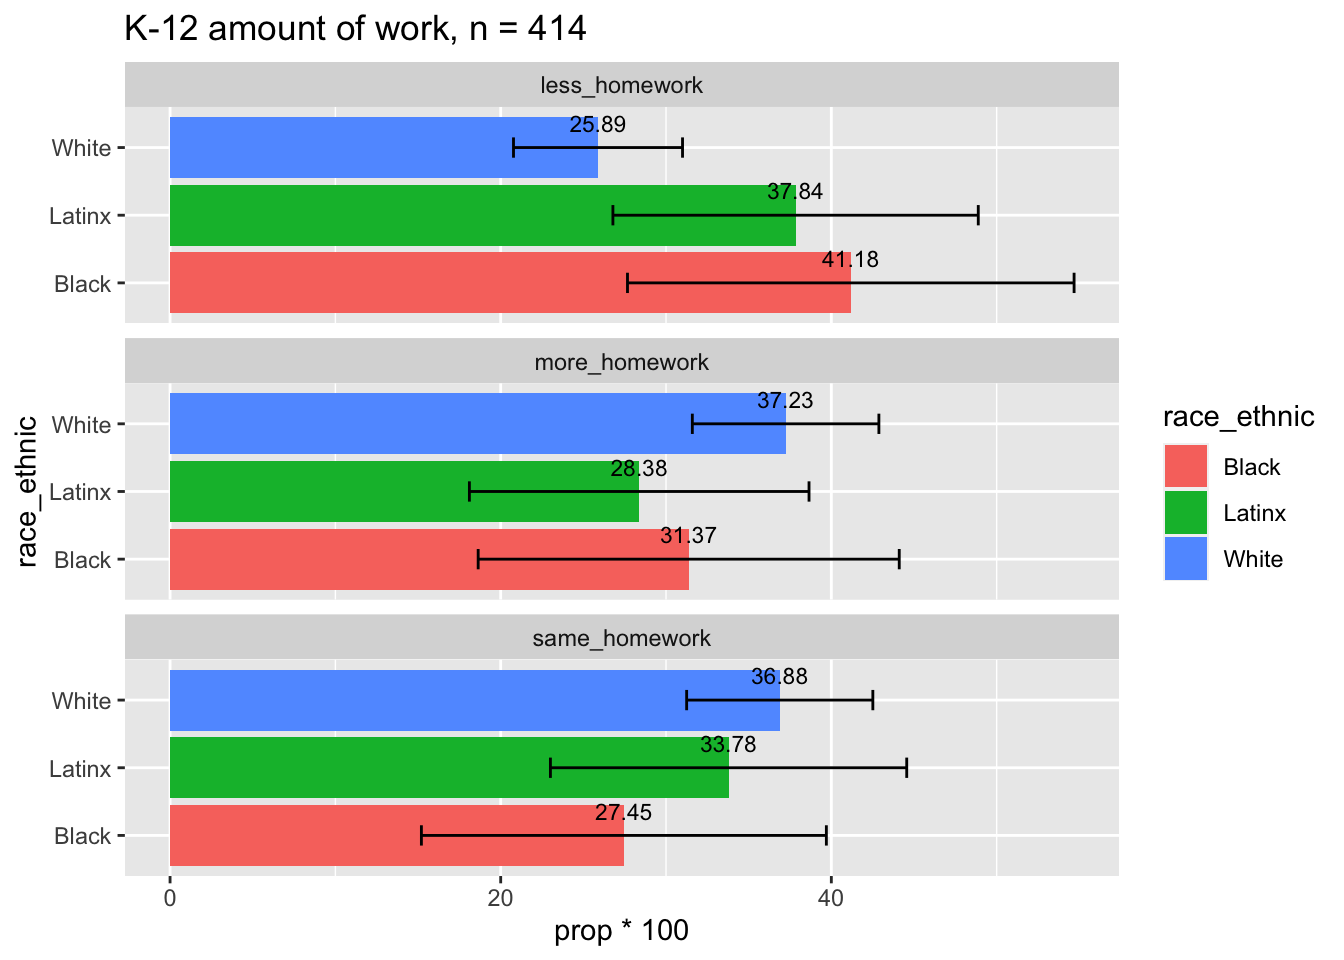 K-12 amount of work, n = 414
less_homework
White
25.89
Latinx
37.84
Black
41.18
more_homework
White
37.23
Latinx
28.38
Black
31.37
same_homework
White
36.88
Latinx
33.78
Black
27.45
0 20 40
prop * 100
race_ethnic
race_ethnic
Black
Latinx
White